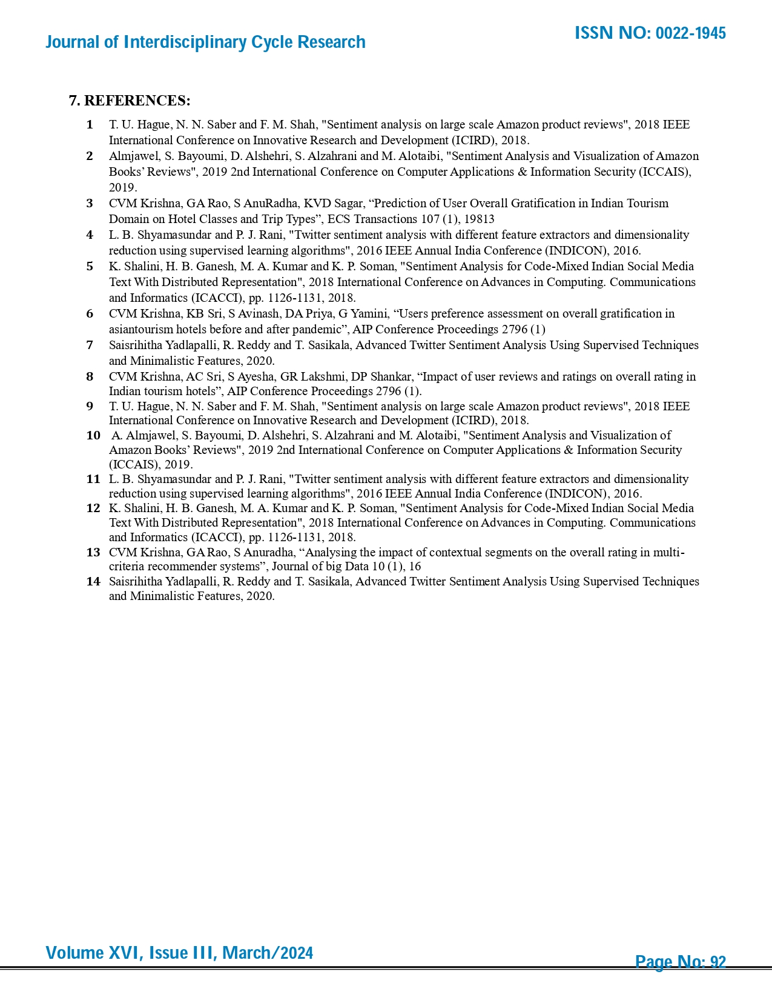 Journal of Interdisciplinary Cycle Research
ISSN NO: 0022-1945
7. REFERENCES:
1 T. U. Hague, N. N. Saber and F. M. Shah, "Sentiment analysis on large scale Amazon product reviews", 2018 IEEE
International Conference on Innovative Research and Development (ICIRD), 2018.
2 Almjawel, S. Bayoumi, D. Alshehri, S. Alzahrani and M. Alotaibi, "Sentiment Analysis and Visualization of Amazon
Books’ Reviews", 2019 2nd International Conference on Computer Applications & Information Security (ICCAIS),
2019.
3 CVM Krishna, GA Rao, S AnuRadha, KVD Sagar, “Prediction of User Overall Gratification in Indian Tourism
Domain on Hotel Classes and Trip Types”, ECS Transactions 107 (1), 19813
4 L. B. Shyamasundar and P. J. Rani, "Twitter sentiment analysis with different feature extractors and dimensionality
reduction using supervised learning algorithms", 2016 IEEE Annual India Conference (INDICON), 2016.
5 K. Shalini, H. B. Ganesh, M. A. Kumar and K. P. Soman, "Sentiment Analysis for Code-Mixed Indian Social Media
Text With Distributed Representation", 2018 International Conference on Advances in Computing. Communications
and Informatics (ICACCI), pp. 1126-1131, 2018.
6 CVM Krishna, KB Sri, S Avinash, DA Priya, G Yamini, “Users preference assessment on overall gratification in
asiantourism hotels before and after pandemic”, AIP Conference Proceedings 2796 (1)
7 Saisrihitha Yadlapalli, R. Reddy and T. Sasikala, Advanced Twitter Sentiment Analysis Using Supervised Techniques
and Minimalistic Features, 2020.
8 CVM Krishna, AC Sri, S Ayesha, GR Lakshmi, DP Shankar, “Impact of user reviews and ratings on overall rating in
Indian tourism hotels”, AIP Conference Proceedings 2796 (1).
9 T. U. Hague, N. N. Saber and F. M. Shah, "Sentiment analysis on large scale Amazon product reviews", 2018 IEEE
International Conference on Innovative Research and Development (ICIRD), 2018.
10 A. Almjawel, S. Bayoumi, D. Alshehri, S. Alzahrani and M. Alotaibi, "Sentiment Analysis and Visualization of
Amazon Books’ Reviews", 2019 2nd International Conference on Computer Applications & Information Security
(ICCAIS), 2019.
11 L. B. Shyamasundar and P. J. Rani, "Twitter sentiment analysis with different feature extractors and dimensionality
reduction using supervised learning algorithms", 2016 IEEE Annual India Conference (INDICON), 2016.
12 K. Shalini, H. B. Ganesh, M. A. Kumar and K. P. Soman, "Sentiment Analysis for Code-Mixed Indian Social Media
Text With Distributed Representation", 2018 International Conference on Advances in Computing. Communications
and Informatics (ICACCI), pp. 1126-1131, 2018.
13 CVM Krishna, GA Rao, S Anuradha, “Analysing the impact of contextual segments on the overall rating in multi-
criteria recommender systems”, Journal of big Data 10 (1), 16
14 Saisrihitha Yadlapalli, R. Reddy and T. Sasikala, Advanced Twitter Sentiment Analysis Using Supervised Techniques
and Minimalistic Features, 2020.
Volume XVI, Issue III, March/2024
Page No: 92